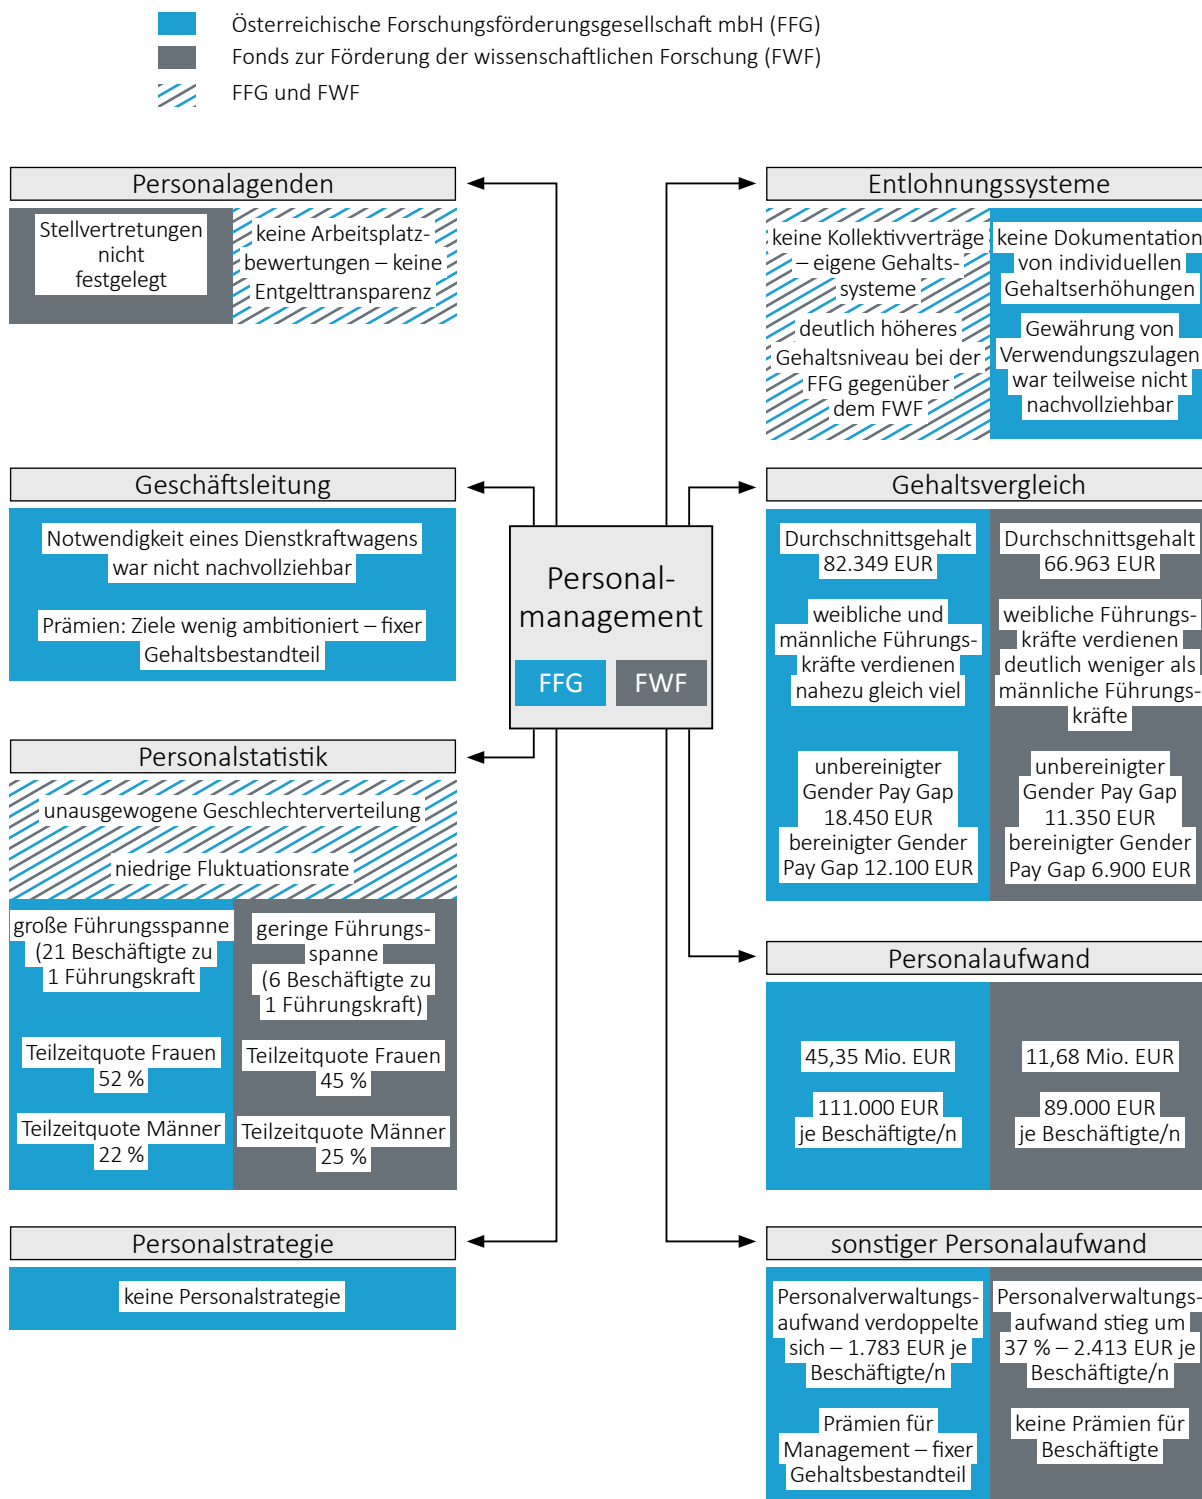 Österreichische Forschungsförderungsgesellschaft mbH (FFG)
Fonds zur Förderung der wissenschaftlichen Forschung (FWF)
FFG und FWF
Personalagenden
Stellvertretungen
nicht
festgelegt
keine Arbeitsplatz-
bewertungen – keine
Entgelttransparenz
Geschäftsleitung
Notwendigkeit eines Dienstkraftwagens
war nicht nachvollziehbar
Prämien: Ziele wenig ambitioniert – fixer
Gehaltsbestandteil
Personalstatistik
unausgewogene Geschlechterverteilung
niedrige Fluktuationsrate
große Führungsspanne
(21 Beschäftigte zu
1 Führungskraft
Teilzeitquote Frauen
52 %
Teilzeitquote Männer
22 %
geringe Führungs-
spanne
(6 Beschäftigte zu
1 Führungskraft)
Teilzeitquote Frauen
45 %
Teilzeitquote Männer
25 %
Personalstrategie
keine Personalstrategie
Personal-
management
FFG
FWF
Entlohnungssysteme
keine Kollektivverträge
– eigene Gehalts-
systeme
deutlich höheres
Gehaltsniveau bei der
FFG gegenüber
dem FWF
keine Dokumentation
von individuellen
Gehaltserhöhungen
Gewährung von
Verwendungszulagen
war teilweise nicht
nachvollziehbar
Gehaltsvergleich
Durchschnittsgehalt
82.349 EUR
weibliche und
männliche Führungs-
kräfte verdienen
nahezu gleich viel
unbereinigter
Gender Pay Gap
18.450 EUR
bereinigter Gender
Pay Gap 12.100 EUR
Durchschnittsgehalt
66.963 EUR
weibliche Führungs-
kräfte verdienen
deutlich weniger als
männliche Führungs-
kräfte
unbereinigter
Gender Pay Gap
11.350 EUR
bereinigter Gender
Pay Gap 6.900 EUR
Personalaufwand
45,35 Mio. EUR
111.000 EUR
je Beschäftigte/n
11,68 Mio. EUR
89.000 EUR
je Beschäftigte/n
sonstiger Personalaufwand
Personalverwaltungs-
aufwand verdoppelte
sich – 1.783 EUR je
Beschäftigte/n
Prämien für
Management – fixer
Gehaltsbestandteil
Personalverwaltungs-
aufwand stieg um
37 % – 2.413 EUR je
Beschäftigte/n
keine Prämien für
Beschäftigte